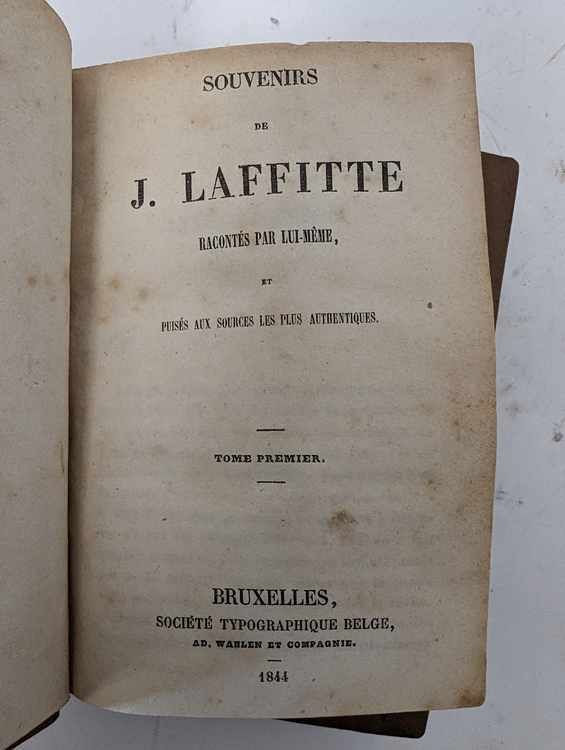 SOUVENIRS
DE
J. LAFFITTE
RACONTÉS PAR LUI-MÊME,
ET
PUISÉS AUX SOURCES LES PLUS AUTHENTIQUES.
TOME PREMIER.
BRUXELLES,
SOCIÉTÉ TYPOGRAPHIQUE BELGE,
AD. WAHLEN ET COMPAGNIE.
1844